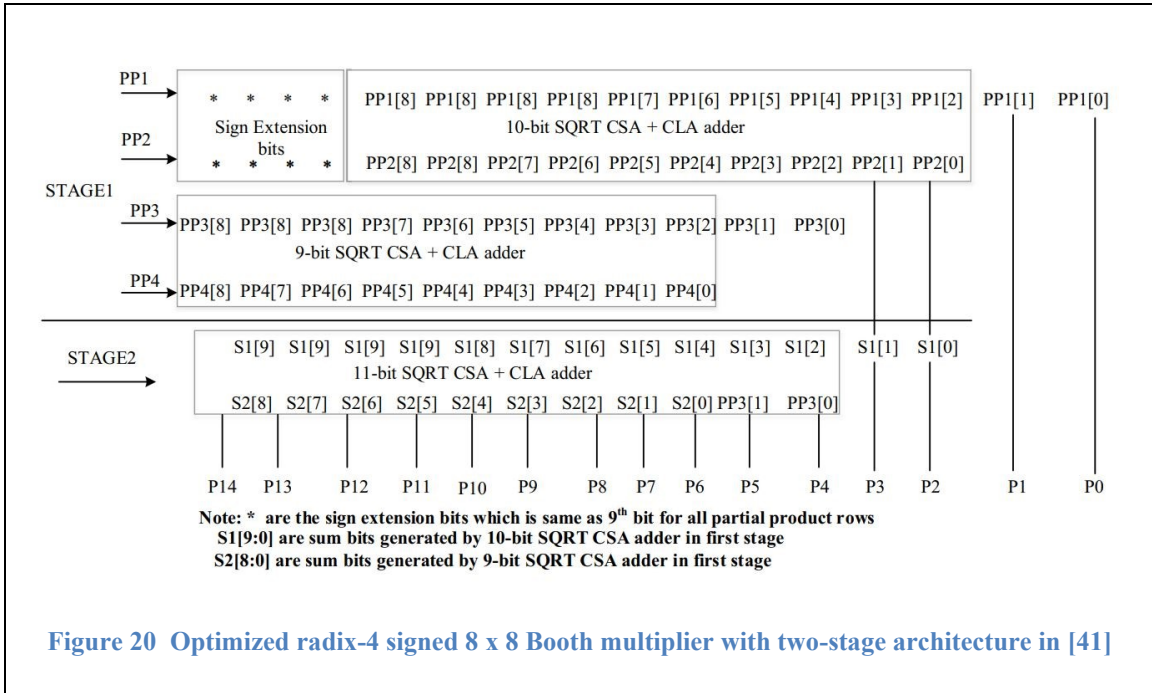 PP1
* * * * PP1[8] PP1[8] PP1[8] PP1[8] PP1[7] PP1[6] PP1[5] PP1[4] PP1[3] PP1[2] PP1[1] PP1[0]
Sign Extension bits
10-bit SQRT CSA + CLA adder
PP2
* * * * PP2[8] PP2[8] PP2[7] PP2[6] PP2[5] PP2[4] PP2[3] PP2[2] PP2[1] PP2[0]
STAGE1
PP3
PP3[8] PP3[8] PP3[8] PP3[7] PP3[6] PP3[5] PP3[4] PP3[3] PP3[2] PP3[1] PP3[0]
9-bit SQRT CSA + CLA adder
PP4
PP4[8] PP4[7] PP4[6] PP4[5] PP4[4] PP4[3] PP4[2] PP4[1] PP4[0]
STAGE2
S1[9] S1[9] S1[9] S1[9] S1[8] S1[7] S1[6] S1[5] S1[4] S1[3] S1[2] S1[1] S1[0]
11-bit SQRT CSA + CLA adder
S2[8] S2[7] S2[6] S2[5] S2[4] S2[3] S2[2] S2[1] S2[0] PP3[1] PP3[0]
P14 P13 P12 P11 P10 P9 P8 P7 P6 P5 P4 P3 P2 P1 P0
Note: * are the sign extension bits which is same as 9th bit for all partial product rows
S1[9:0] are sum bits generated by 10-bit SQRT CSA adder in first stage
S2[8:0] are sum bits generated by 9-bit SQRT CSA adder in first stage
Figure 20 Optimized radix-4 signed 8 x 8 Booth multiplier with two-stage architecture in [41]